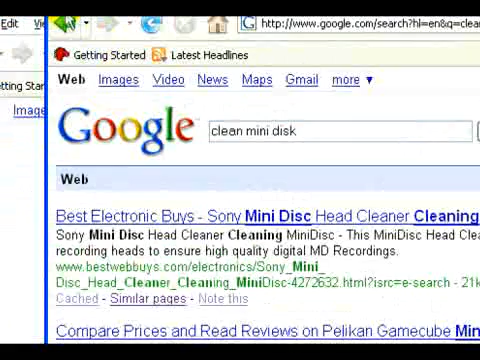 Edit
http://www.google.com/search?hl=en&q=clea
Getting Started Latest Headlines
etting Starte
Web Images Video News Maps Gmail more ▼
Image
Google
clean mini disk
Web
Best Electronic Buys - Sony Mini Disc Head Cleaner Cleaning
Sony Mini Disc Head Cleaner Cleaning MiniDisc - This MiniDisc Head Clea
recording heads to ensure high quality digital MD Recordings.
www.bestwebbuys.com/electronics/Sony_Mini_
Disc_Head_Cleaner_Cleaning_MiniDisc-4272632.html?isrc=e-search - 21k
Cached - Similar pages - Note this
Compare Prices and Read Reviews on Pelikan Gamecube Min